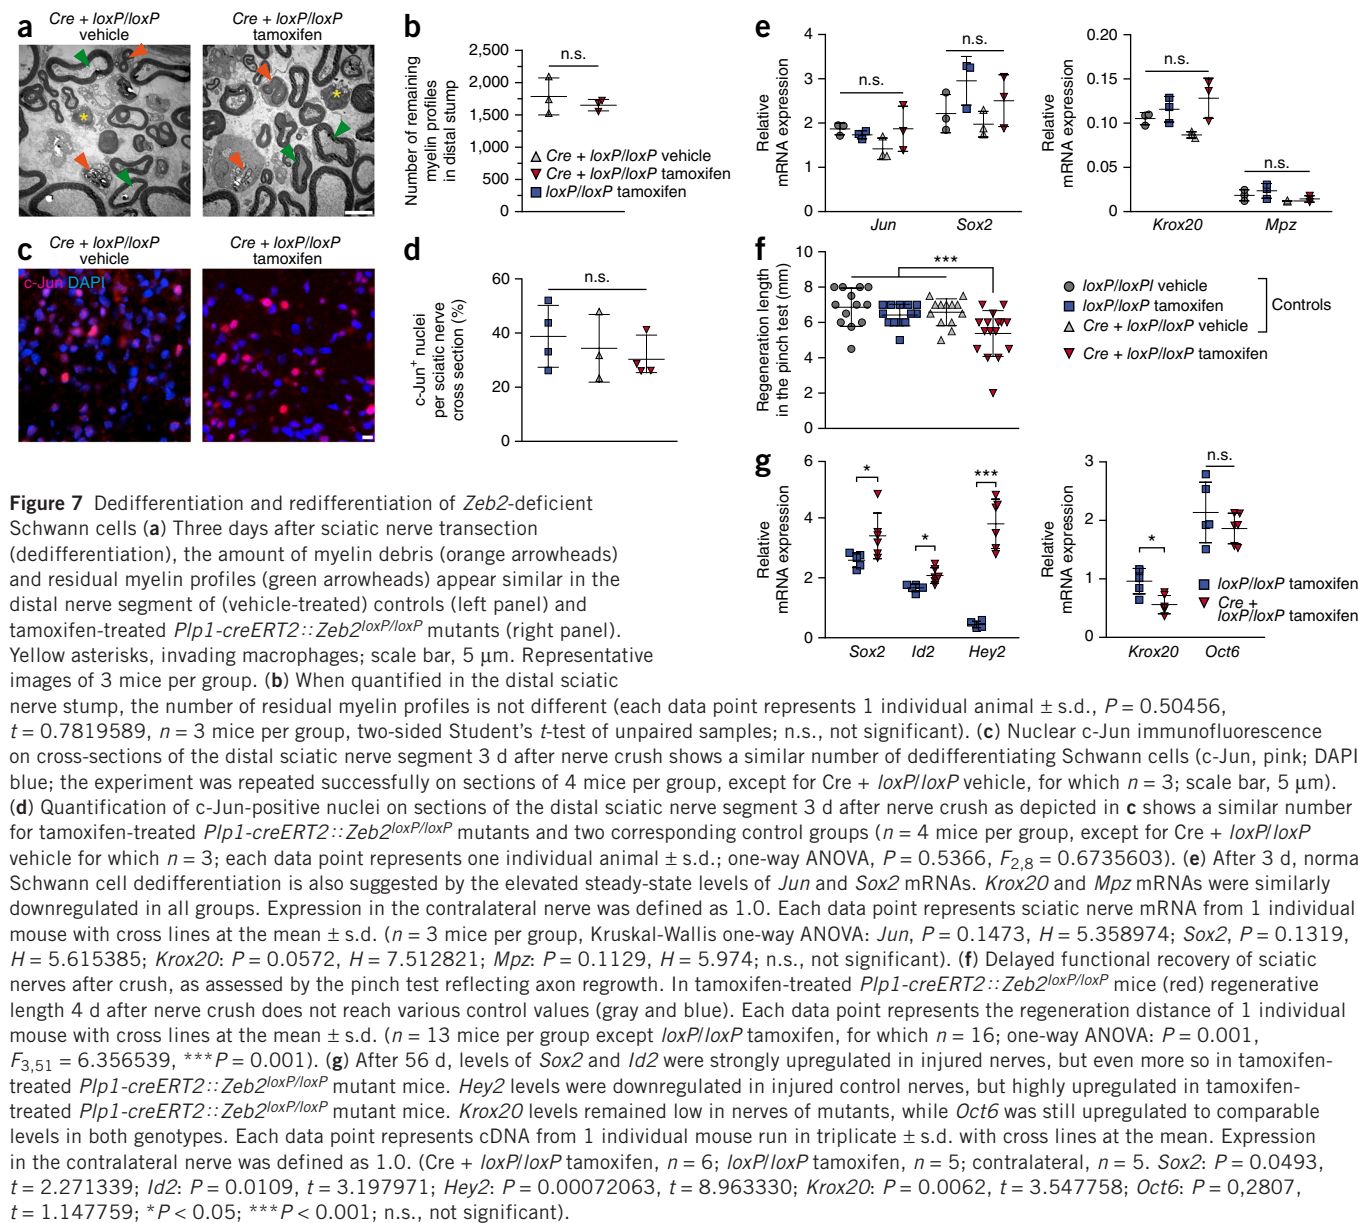 a
Cre + loxP/loxP
vehicle
Cre + loxP/loxP
tamoxifen
*
*
b
Number of remaining
myelin profiles
in distal stump
2,500
2,000
1,500
1,000
500
0
n.s.
Cre + loxP/loxP vehicle
Cre + loxP/loxP tamoxifen
loxP/loxP tamoxifen
c
Cre + loxP/loxP
vehicle
Cre + loxP/loxP
tamoxifen
c-Jun DAPI
d
c-Jun+ nuclei
per sciatic nerve
cross section (%)
60
40
20
0
n.s.
e
Relative
mRNA expression
4
3
2
1
0
n.s.
n.s.
Jun
Sox2
Relative
mRNA expression
0.20
0.15
0.10
0.05
0
n.s.
n.s.
Krox20
Mpz
f
Regeneration length
in the pinch test (mm)
10
8
6
4
2
0
***
loxP/loxPl vehicle
loxP/loxP tamoxifen
Cre + loxP/loxP vehicle
Controls
Cre + loxP/loxP tamoxifen
g
Relative
mRNA expression
6
4
2
0
*
*
***
Sox2
Id2
Hey2
Relative
mRNA expression
3
2
1
0
*
n.s.
Krox20
Oct6
loxP/loxP tamoxifen
Cre +
loxP/loxP tamoxifen
Figure 7 Dedifferentiation and redifferentiation of Zeb2-deficient
Schwann cells (a) Three days after sciatic nerve transection
(dedifferentiation), the amount of myelin debris (orange arrowheads)
and residual myelin profiles (green arrowheads) appear similar in the
distal nerve segment of (vehicle-treated) controls (left panel) and
tamoxifen-treated Plp1-creERT2::Zeb2loxP/loxP mutants (right panel).
Yellow asterisks, invading macrophages; scale bar, 5 µm. Representative
images of 3 mice per group. (b) When quantified in the distal sciatic
nerve stump, the number of residual myelin profiles is not different (each data point represents 1 individual animal ± s.d., P = 0.50456,
t = 0.7819589, n = 3 mice per group, two-sided Student's t-test of unpaired samples; n.s., not significant). (c) Nuclear c-Jun immunofluorescence
on cross-sections of the distal sciatic nerve segment 3 d after nerve crush shows a similar number of dedifferentiating Schwann cells (c-Jun, pink; DAPI
blue; the experiment was repeated successfully on sections of 4 mice per group, except for Cre + loxP/loxP vehicle, for which n = 3; scale bar, 5 µm).
(d) Quantification of c-Jun-positive nuclei on sections of the distal sciatic nerve segment 3 d after nerve crush as depicted in c shows a similar number
for tamoxifen-treated Plp1-creERT2::Zeb2loxP/loxP mutants and two corresponding control groups (n = 4 mice per group, except for Cre + loxP/loxP
vehicle for which n = 3; each data point represents one individual animal ± s.d.; one-way ANOVA, P = 0.5366, F2,8 = 0.6735603). (e) After 3 d, norma
Schwann cell dedifferentiation is also suggested by the elevated steady-state levels of Jun and Sox2 mRNAs. Krox20 and Mpz mRNAs were similarly
downregulated in all groups. Expression in the contralateral nerve was defined as 1.0. Each data point represents sciatic nerve mRNA from 1 individual
mouse with cross lines at the mean ± s.d. (n = 3 mice per group, Kruskal-Wallis one-way ANOVA: Jun, P = 0.1473, H = 5.358974; Sox2, P = 0.1319,
H = 5.615385; Krox20: P = 0.0572, H = 7.512821; Mpz: P = 0.1129, H = 5.974; n.s., not significant). (f) Delayed functional recovery of sciatic
nerves after crush, as assessed by the pinch test reflecting axon regrowth. In tamoxifen-treated Plp1-creERT2::Zeb2loxP/loxP mice (red) regenerative
length 4 d after nerve crush does not reach various control values (gray and blue). Each data point represents the regeneration distance of 1 individual
mouse with cross lines at the mean ± s.d. (n = 13 mice per group except loxP/loxP tamoxifen, for which n = 16; one-way ANOVA: P = 0.001,
F3,51 = 6.356539, ***P = 0.001). (g) After 56 d, levels of Sox2 and Id2 were strongly upregulated in injured nerves, but even more so in tamoxifen-
treated Plp1-creERT2::Zeb2loxP/loxP mutant mice. Hey2 levels were downregulated in injured control nerves, but highly upregulated in tamoxifen-
treated Plp1-creERT2::Zeb2loxP/loxP mutant mice. Krox20 levels remained low in nerves of mutants, while Oct6 was still upregulated to comparable
levels in both genotypes. Each data point represents cDNA from 1 individual mouse run in triplicate ± s.d. with cross lines at the mean. Expression
in the contralateral nerve was defined as 1.0. (Cre + loxP/loxP tamoxifen, n = 6; loxP/loxP tamoxifen, n = 5; contralateral, n = 5. Sox2: P = 0.0493,
t = 2.271339; Id2: P = 0.0109, t = 3.197971; Hey2: P = 0.00072063, t = 8.963330; Krox20: P = 0.0062, t = 3.547758; Oct6: P = 0,2807,
t = 1.147759; *P < 0.05; ***P < 0.001; n.s., not significant).